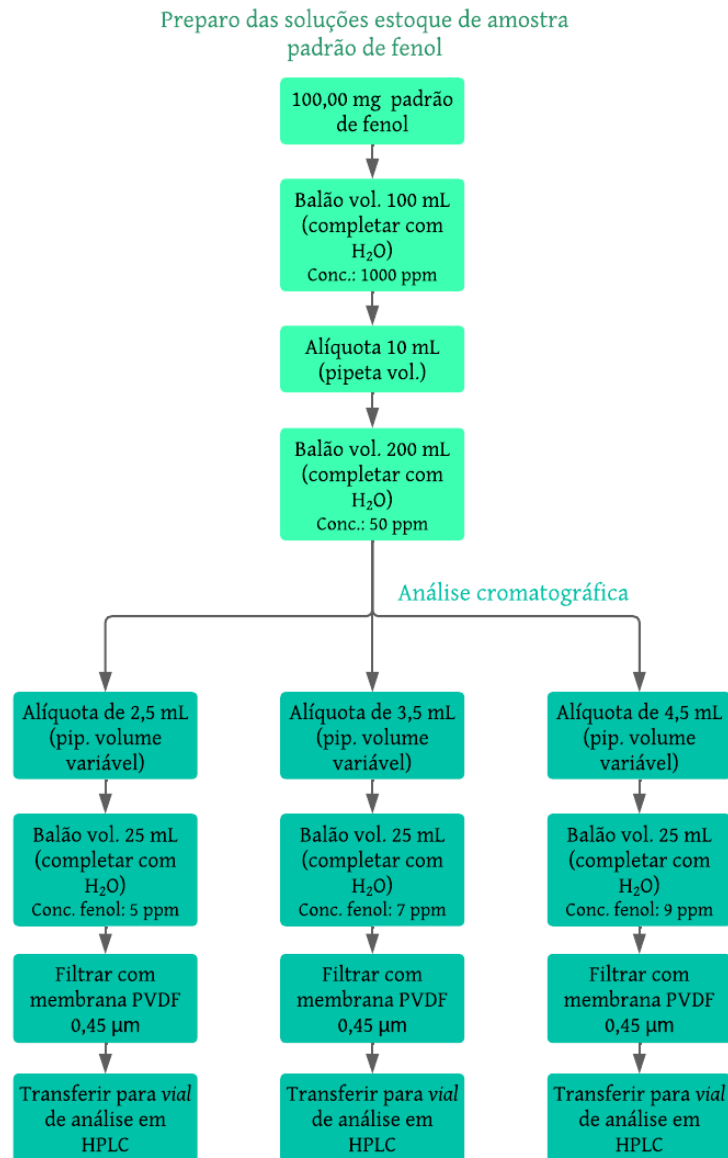 Preparo das soluções estoque de amostra
padrão de fenol
100,00 mg padrão
de fenol
Balão vol. 100 mL
(completar com
H₂O)
Conc.: 1000 ppm
Alíquota 10 mL
(pipeta vol.)
Balão vol. 200 mL
(completar com
H₂O)
Conc.: 50 ppm
Análise cromatográfica
Alíquota de 2,5 mL
(pip. volume
variável)
Balão vol. 25 mL
(completar com
H₂O)
Conc. fenol: 5 ppm
Filtrar com
membrana PVDF
0,45 µm
Transferir para vial
de análise em
HPLC
Alíquota de 3,5 mL
(pip. volume
variável)
Balão vol. 25 mL
(completar com
H₂O)
Conc. fenol: 7 ppm
Filtrar com
membrana PVDF
0,45 µm
Transferir para vial
de análise em
HPLC
Alíquota de 4,5 mL
(pip. volume
variável)
Balão vol. 25 mL
(completar com
H₂O)
Conc. fenol: 9 ppm
Filtrar com
membrana PVDF
0,45 µm
Transferir para vial
de análise em
HPLC